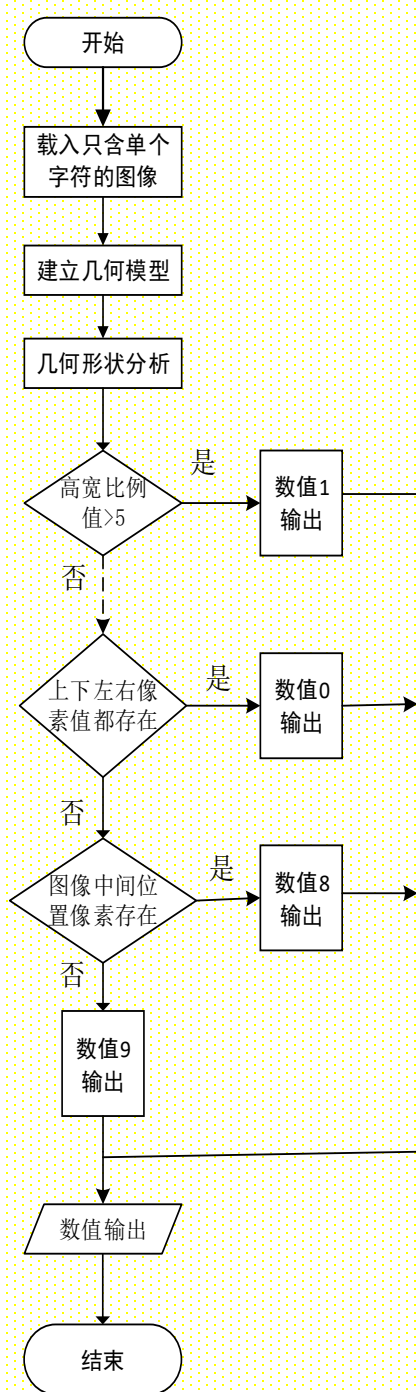 开始
载入只含单个
字符的图像
建立几何模型
几何形状分析
高宽比例
值>5
是
数值1
输出
否
上下左右像
素值都存在
是
数值0
输出
否
图像中间位
置像素存在
是
数值8
输出
否
数值9
输出
数值输出
结束